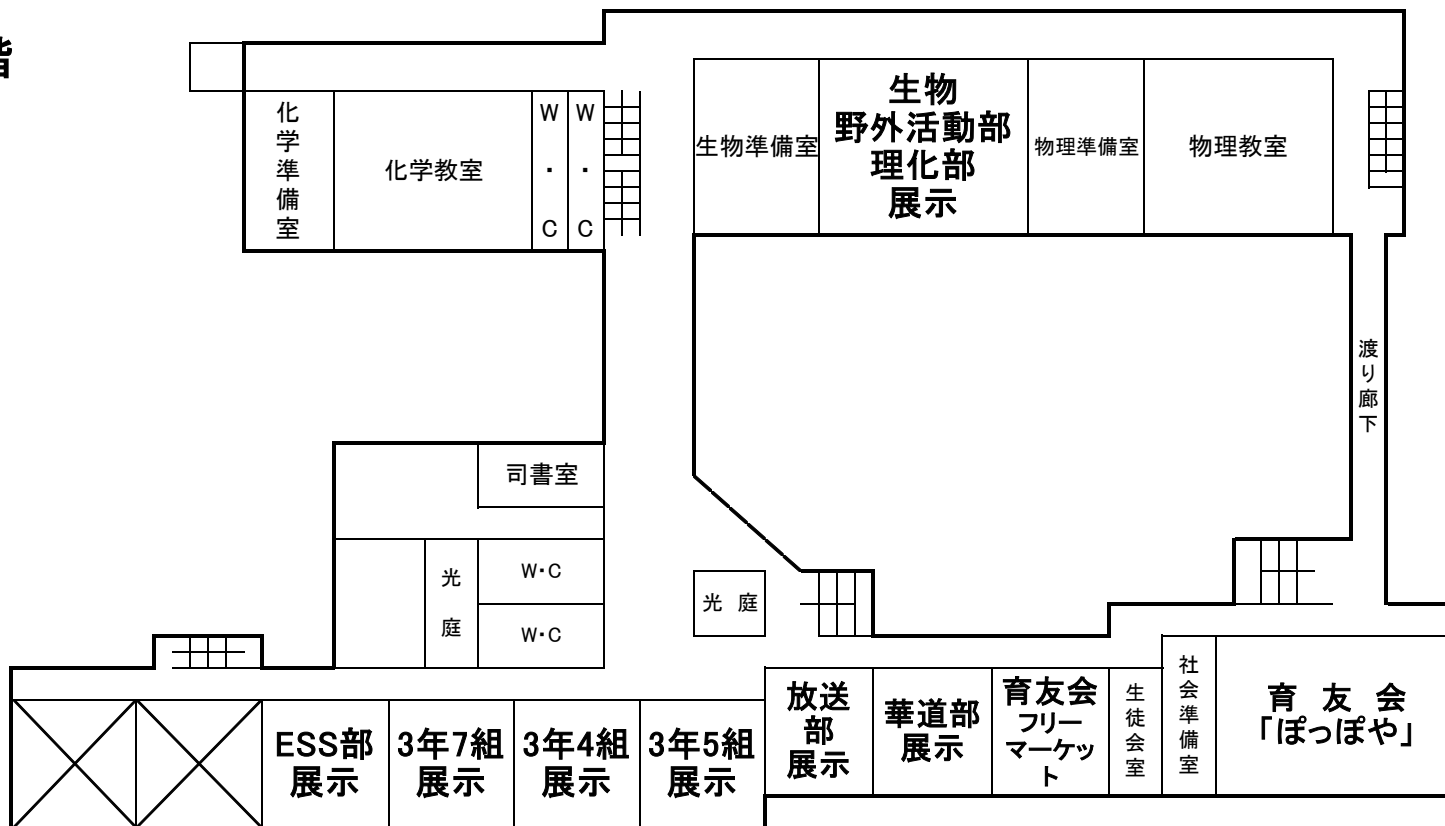 階
化学準備室
化学教室
W・C
W・C
生物準備室
生物
野外活動部
理化部
展示
物理準備室
物理教室
渡り廊下
司書室
光庭
W・C
W・C
光 庭
ESS部
展示
3年7組
展示
3年4組
展示
3年5組
展示
放送
部
展示
華道部
展示
育友会
フリー
マーケッ
ト
生徒会室
社会準備室
育 友 会
「ぽっぽや」